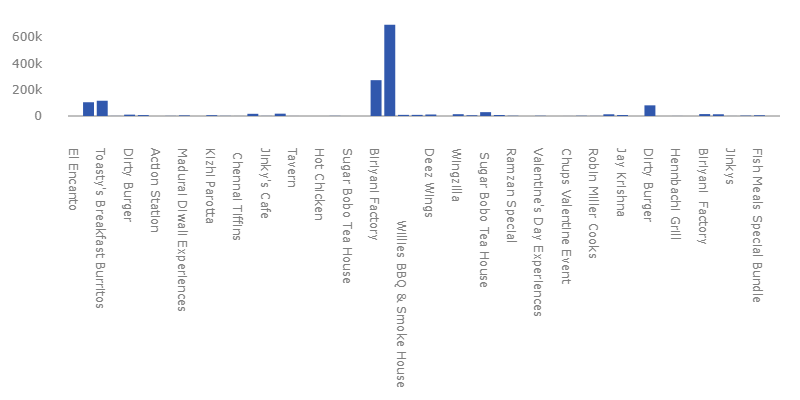 600k
400k
200k
0
El Encanto
Toasty's Breakfast Burritos
Dirty Burger
Action Station
Madurai Diwali Experiences
Kizhi Parotta
Chennai Tiffins
Jinky's Cafe
Tavern
Hot Chicken
Sugar Bobo Tea House
Biriyani Factory
Willies BBQ & Smoke House
Deez Wings
Wingzilla
Sugar Bobo Tea House
Ramzan Special
Valentine's Day Experiences
Chups Valentine Event
Robin Miller Cooks
Jay Krishna
Dirty Burger
Hennbachi Grill
Biriyani Factory
Jinkys
Fish Meals Special Bundle